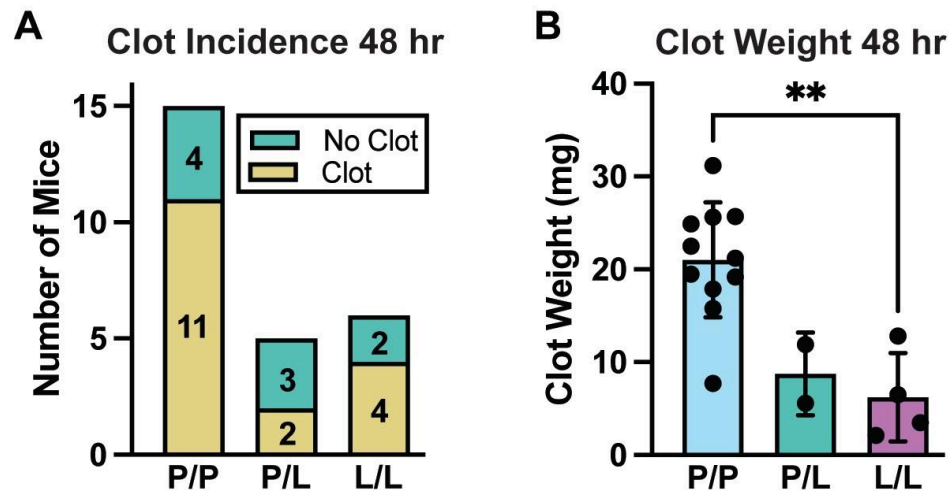 A
Clot Incidence 48 hr
Number of Mice
15
10
5
0
No Clot
Clot
4
11
3
2
2
4
P/P P/L L/L
B
Clot Weight 48 hr
Clot Weight (mg)
40
30
20
10
0
**
P/P P/L L/L